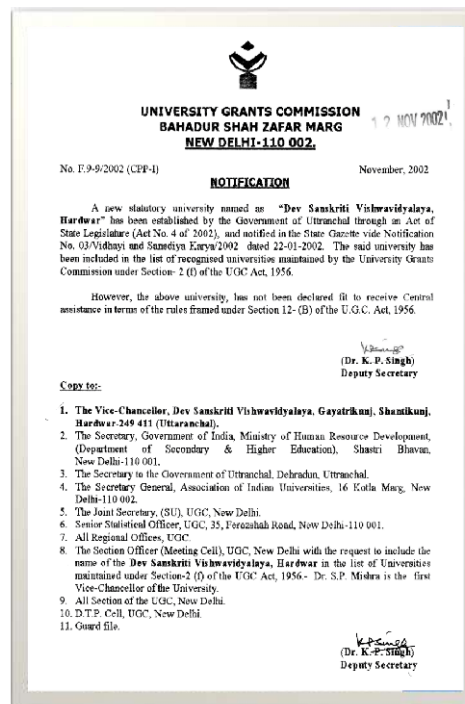 UNIVERSITY GRANTS COMMISSION
BAHADUR SHAH ZAFAR MARG
NEW DELHI-110 002.
12 NOV 2002
No. F.9-9/2002 (CPP-I) November, 2002
NOTIFICATION
A new statutory university named as "Dev Sanskriti Vishwavidyalaya,
Hardwar" has been established by the Government of Uttranchal through an Act of
State Legislature (Act No. 4 of 2002), and notified in the State Gazette vide Notification
No. 03/Vidhayi and Sansdiya Karya/2002 dated 22-01-2002. The said university has
been included in the list of recognised universities maintained by the University Grants
Commission under Section- 2 (f) of the UGC Act, 1956.
However, the above university, has not been declared fit to receive Central
assistance in terms of the rules framed under Section 12- (B) of the U.G.C. Act, 1956.
(Dr. K. P. Singh)
Deputy Secretary
Copy to:-
1. The Vice-Chancellor, Dev Sanskriti Vishwavidyalaya, Gayatrikunj, Shantikunj,
Hardwar-249 411 (Uttaranchal).
2. The Secretary, Government of India, Ministry of Human Resource Development,
(Department of Secondary & Higher Education), Shastri Bhavan,
New Delhi-110 001.
3. The Secretary to the Government of Uttranchal, Dehradun, Uttranchal.
4. The Secretary General, Association of Indian Universities, 16 Kotla Marg, New
Delhi-110 002.
5. The Joint Secretary, (SU), UGC, New Delhi.
6. Senior Statistical Officer, UGC, 35, Ferozshah Road, New Delhi-110 001.
7. All Regional Offices, UGC.
8. The Section Officer (Meeting Cell), UGC, New Delhi with the request to include the
name of the Dev Sanskriti Vishwavidyalaya, Hardwar in the list of Universities
maintained under Section-2 (f) of the UGC Act, 1956.- Dr. S.P. Mishra is the first
Vice-Chancellor of the University.
9. All Section of the UGC, New Delhi.
10. D.T.P. Cell, UGC, New Delhi.
11. Guard file.
KPSingh
(Dr. K. P. Singh)
Deputy Secretary